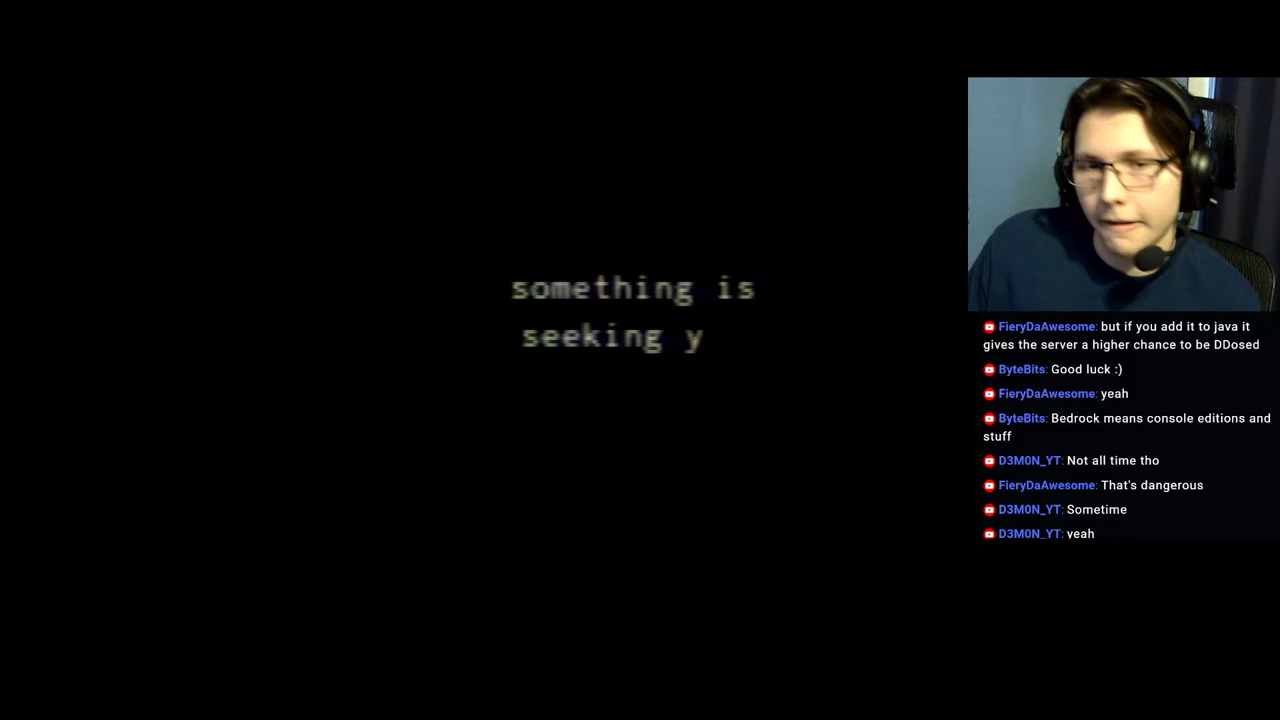 something is
seeking y
FieryDaAwesome: but if you add it to java it
gives the server a higher chance to be DDosed
ByteBits: Good luck :)
FieryDaAwesome: yeah
ByteBits: Bedrock means console editions and
stuff
D3M0N_YT: Not all time tho
FieryDaAwesome: That's dangerous
D3M0N_YT: Sometime
D3M0N_YT: yeah